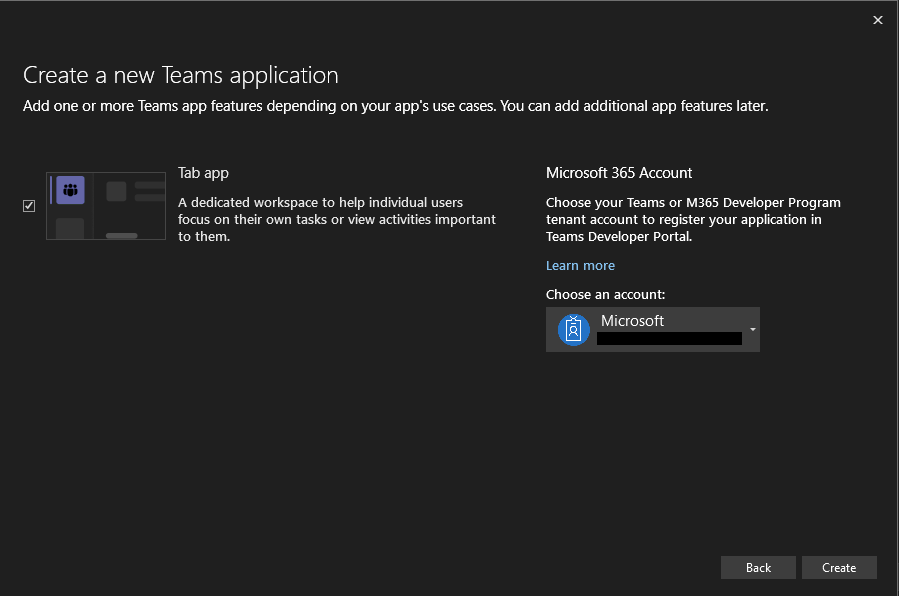 Create a new Teams application
Add one or more Teams app features depending on your app's use cases. You can add additional app features later.
Tab app
A dedicated workspace to help individual users
focus on their own tasks or view activities important
to them.
Microsoft 365 Account
Choose your Teams or M365 Developer Program
tenant account to register your application in
Teams Developer Portal.
Learn more
Choose an account:
Microsoft
Back
Create